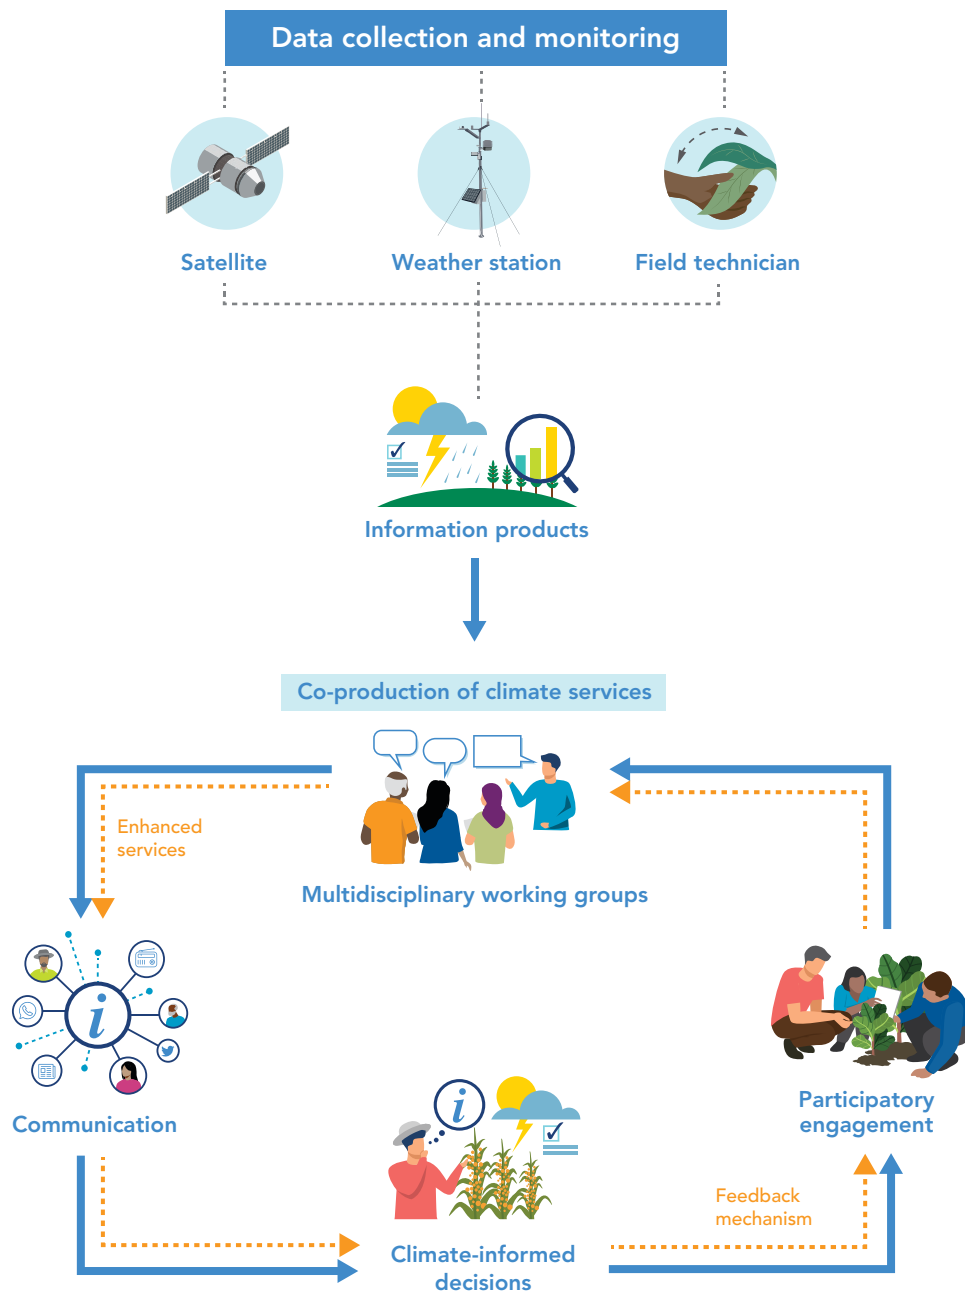 Data collection and monitoring
Satellite
Weather station
Field technician
Information products
Co-production of climate services
Enhanced
services
Multidisciplinary working groups
i
Communication
i
Participatory
engagement
Feedback
mechanism
Climate-informed
decisions